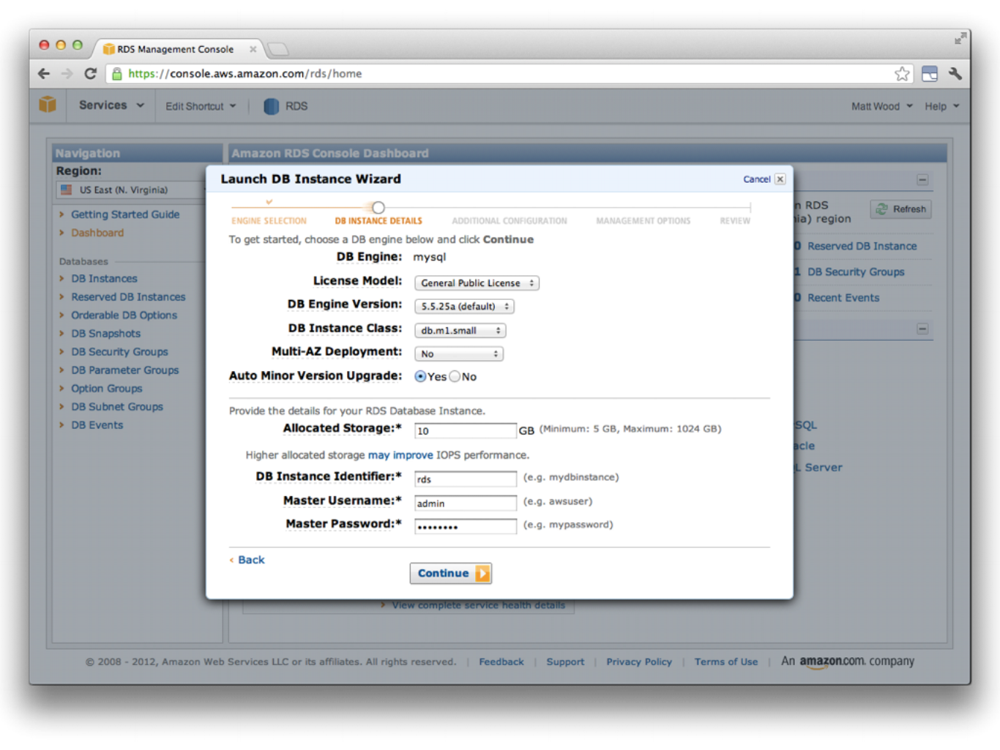 RDS Management Console
https://console.aws.amazon.com/rds/home
Services Edit Shortcut RDS Matt Wood Help
Navigation
Region:
US East (N. Virginia)
Getting Started Guide
Dashboard
Databases
DB Instances
Reserved DB Instances
Orderable DB Options
DB Snapshots
DB Security Groups
DB Parameter Groups
Option Groups
DB Subnet Groups
DB Events
Amazon RDS Console Dashboard
Launch DB Instance Wizard Cancel
ENGINE SELECTION DB INSTANCE DETAILS ADDITIONAL CONFIGURATION MANAGEMENT OPTIONS REVIEW
To get started, choose a DB engine below and click Continue
DB Engine: mysql
License Model: General Public License
DB Engine Version: 5.5.25a (default)
DB Instance Class: db.m1.small
Multi-AZ Deployment: No
Auto Minor Version Upgrade: Yes No
Provide the details for your RDS Database Instance.
Allocated Storage:* 10 GB (Minimum: 5 GB, Maximum: 1024 GB)
Higher allocated storage may improve IOPS performance.
DB Instance Identifier:* rds (e.g. mydbinstance)
Master Username:* admin (e.g. awsuser)
Master Password:* •••••••• (e.g. mypassword)
Back
Continue
n RDS
ia) region
Refresh
0 Reserved DB Instance
1 DB Security Groups
0 Recent Events
SQL
acle
L Server
View complete service health details
© 2008 - 2012, Amazon Web Services LLC or its affiliates. All rights reserved. | Feedback | Support | Privacy Policy | Terms of Use | An amazon.com. company